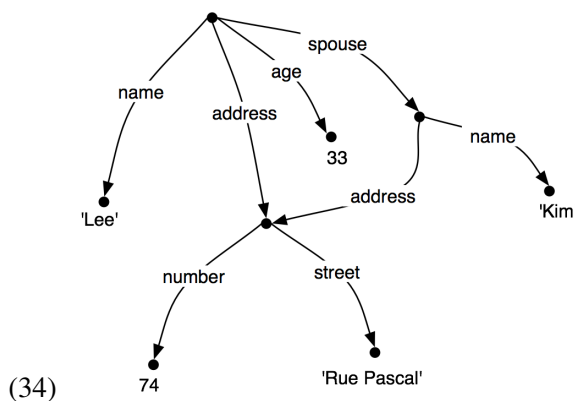 spouse
age
name
address
name
33
address
'Lee'
'Kim
number
street
(34)
74
'Rue Pascal'